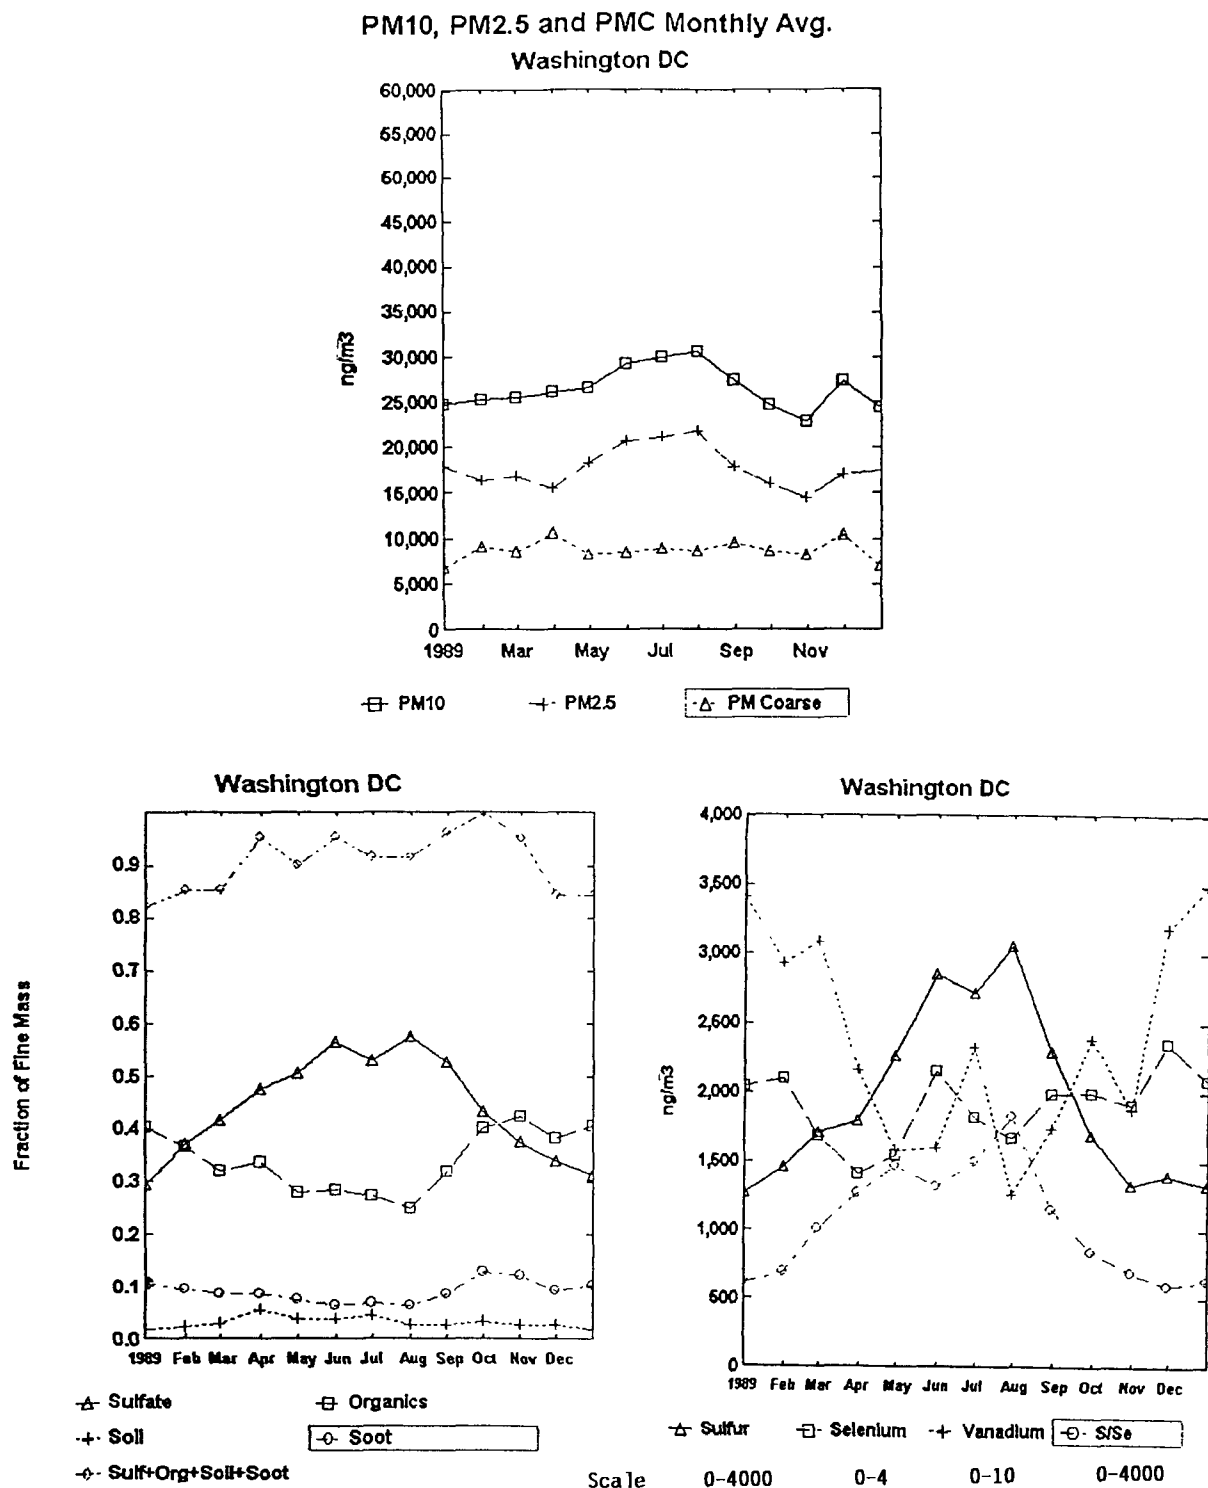 PM10, PM2.5 and PMC Monthly Avg.
Washington DC
60,000
55,000
50,000
45,000
40,000
35,000
30,000
25,000
20,000
15,000
10,000
5,000
0
ng/m3
1989 Mar May Jul Sep Nov
PM10 PM2.5 PM Coarse
Washington DC
0.9
0.8
0.7
0.6
0.5
0.4
0.3
0.2
0.1
0.0
Fraction of Fine Mass
1989 Feb Mar Apr May Jun Jul Aug Sep Oct Nov Dec
Sulfate Organics
Soil Soot
Sulf+Org+Soil+Soot
Washington DC
4,000
3,500
3,000
2,500
2,000
1,500
1,000
500
0
ng/m3
1989 Feb Mar Apr May Jun Jul Aug Sep Oct Nov Dec
Sulfur Selenium Vanadium S/Se
Scale 0-4000 0-4 0-10 0-4000